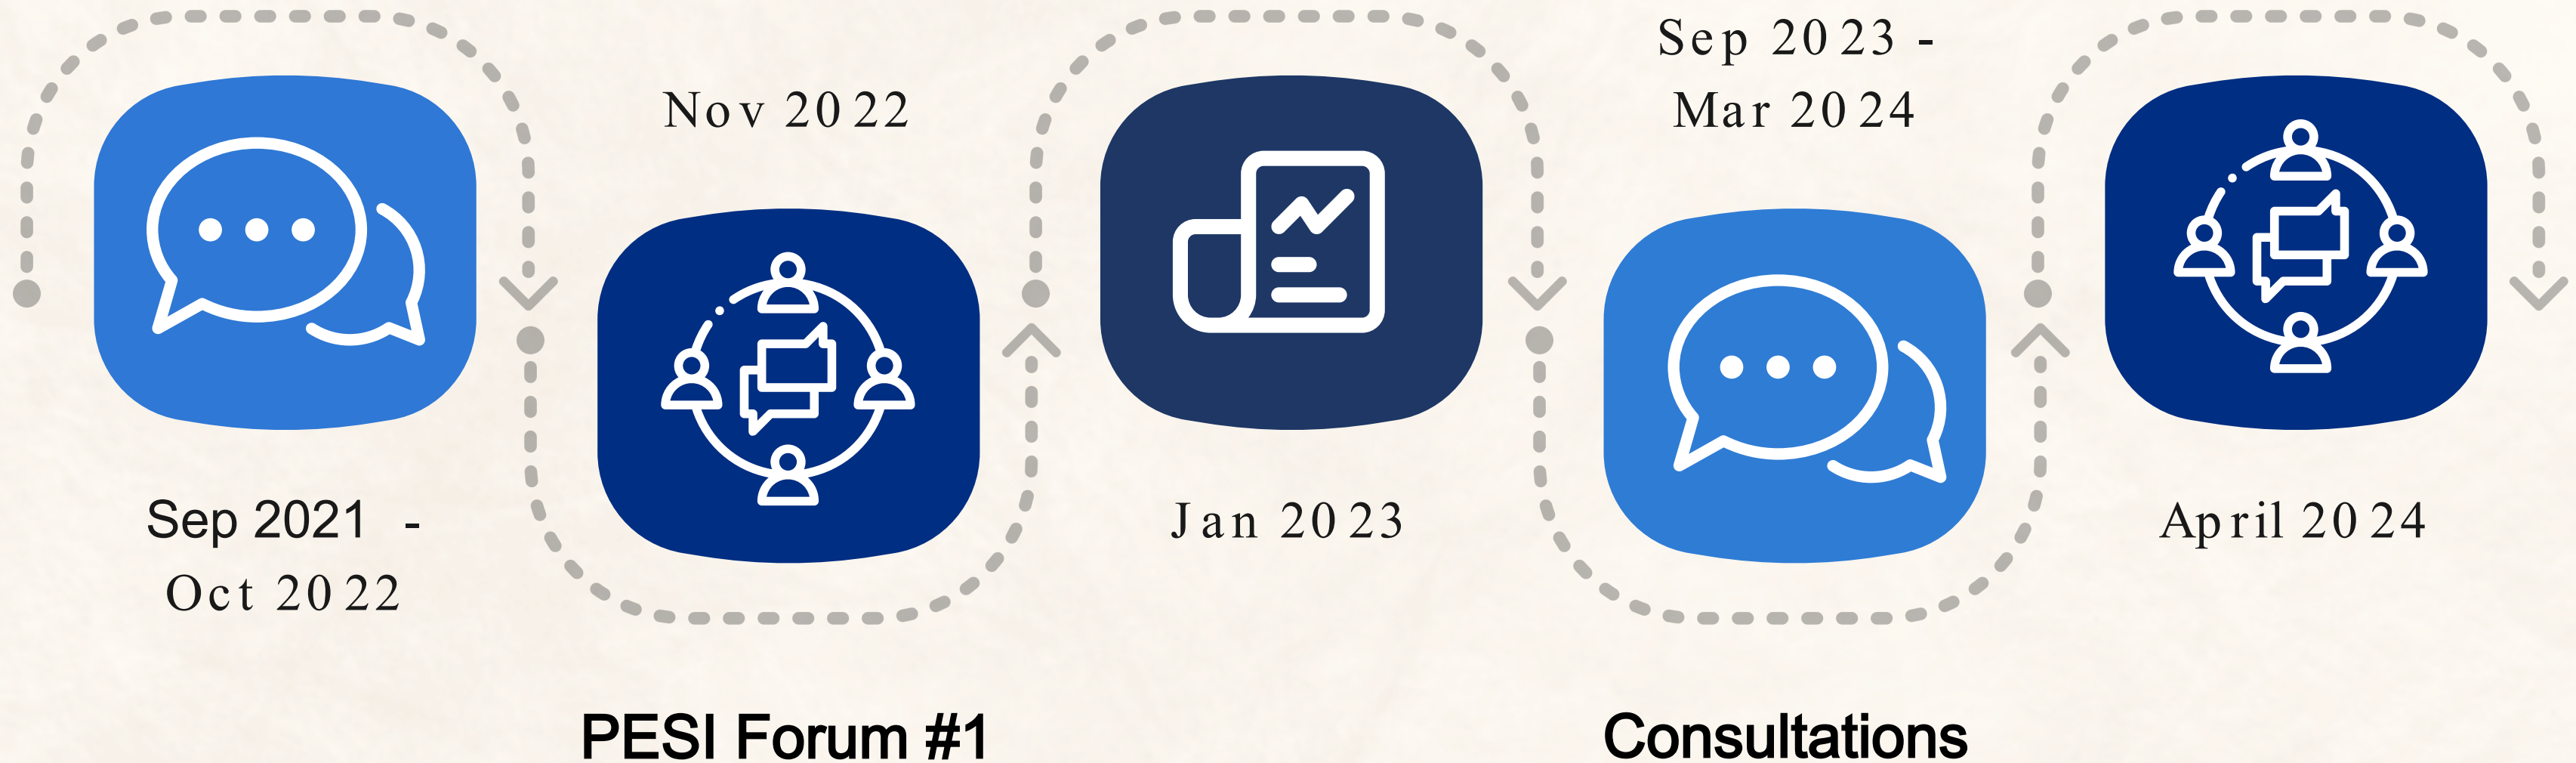 Sep 2021 -
Oct 2022
Nov 2022
PESI Forum #1
Jan 2023
Sep 2023 -
Mar 2024
Consultations
April 2024